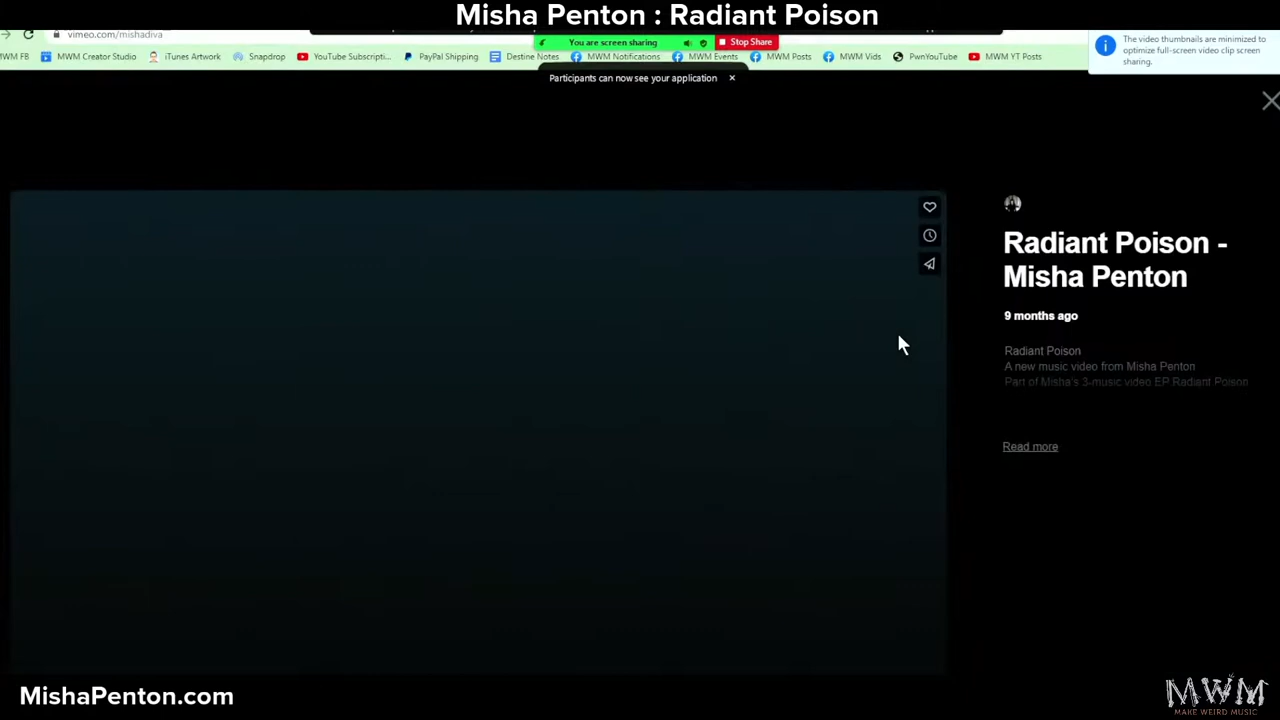 Misha Penton : Radiant Poison
vimeo.com/mishadiva
You are screen sharing
Stop Share
The video thumbnails are minimized to
optimize full-screen video clip screen
sharing.
MWM FB
MWM Creator Studio
iTunes Artwork
Snapdrop
YouTube Subscripti...
PayPal Shipping
Destine Notes
MWM Notifications
MWM Events
MWM Posts
MWM Vids
PwnYouTube
MWM YT Posts
Participants can now see your application
Radiant Poison -
Misha Penton
9 months ago
Radiant Poison
A new music video from Misha Penton
Part of Misha's 3-music video EP Radiant Poison
Read more
MishaPenton.com
MWM
MAKE WEIRD MUSIC